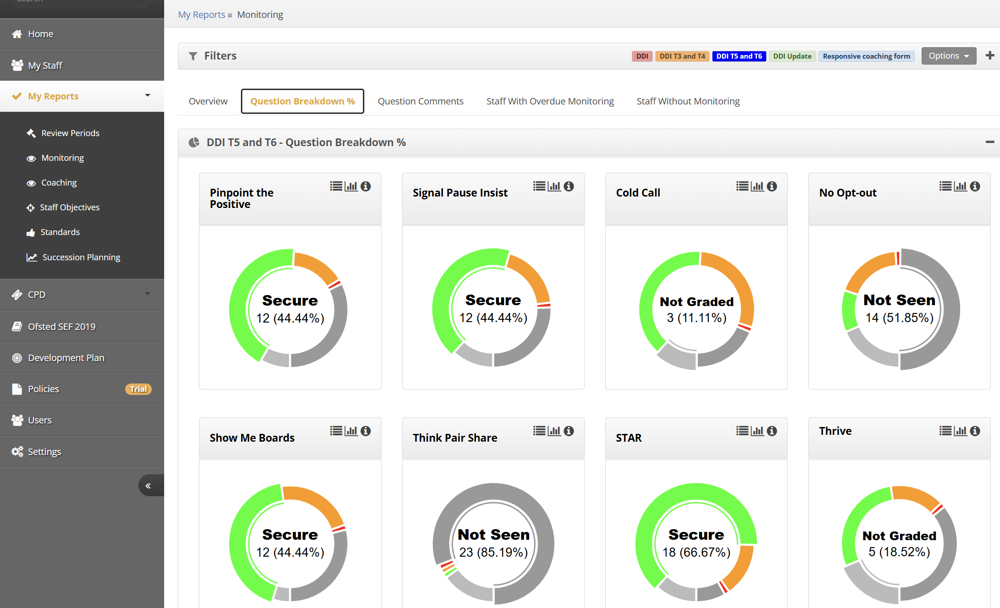 Search
Home
My Staff
My Reports
Review Periods
Monitoring
Coaching
Staff Objectives
Standards
Succession Planning
CPD
Ofsted SEF 2019
Development Plan
Policies Trial
Users
Settings
«
My Reports Monitoring
Filters DDI DDI T3 and T4 DDI T5 and T6 DDI Update Responsive coaching form Options
Overview Question Breakdown % Question Comments Staff With Overdue Monitoring Staff Without Monitoring
DDI T5 and T6 - Question Breakdown %
Pinpoint the
Positive
Secure
12 (44.44%)
Signal Pause Insist
Secure
12 (44.44%)
Cold Call
Not Graded
3 (11.11%)
No Opt-out
Not Seen
14 (51.85%)
Show Me Boards
Secure
12 (44.44%)
Think Pair Share
Not Seen
23 (85.19%)
STAR
Secure
18 (66.67%)
Thrive
Not Graded
5 (18.52%)